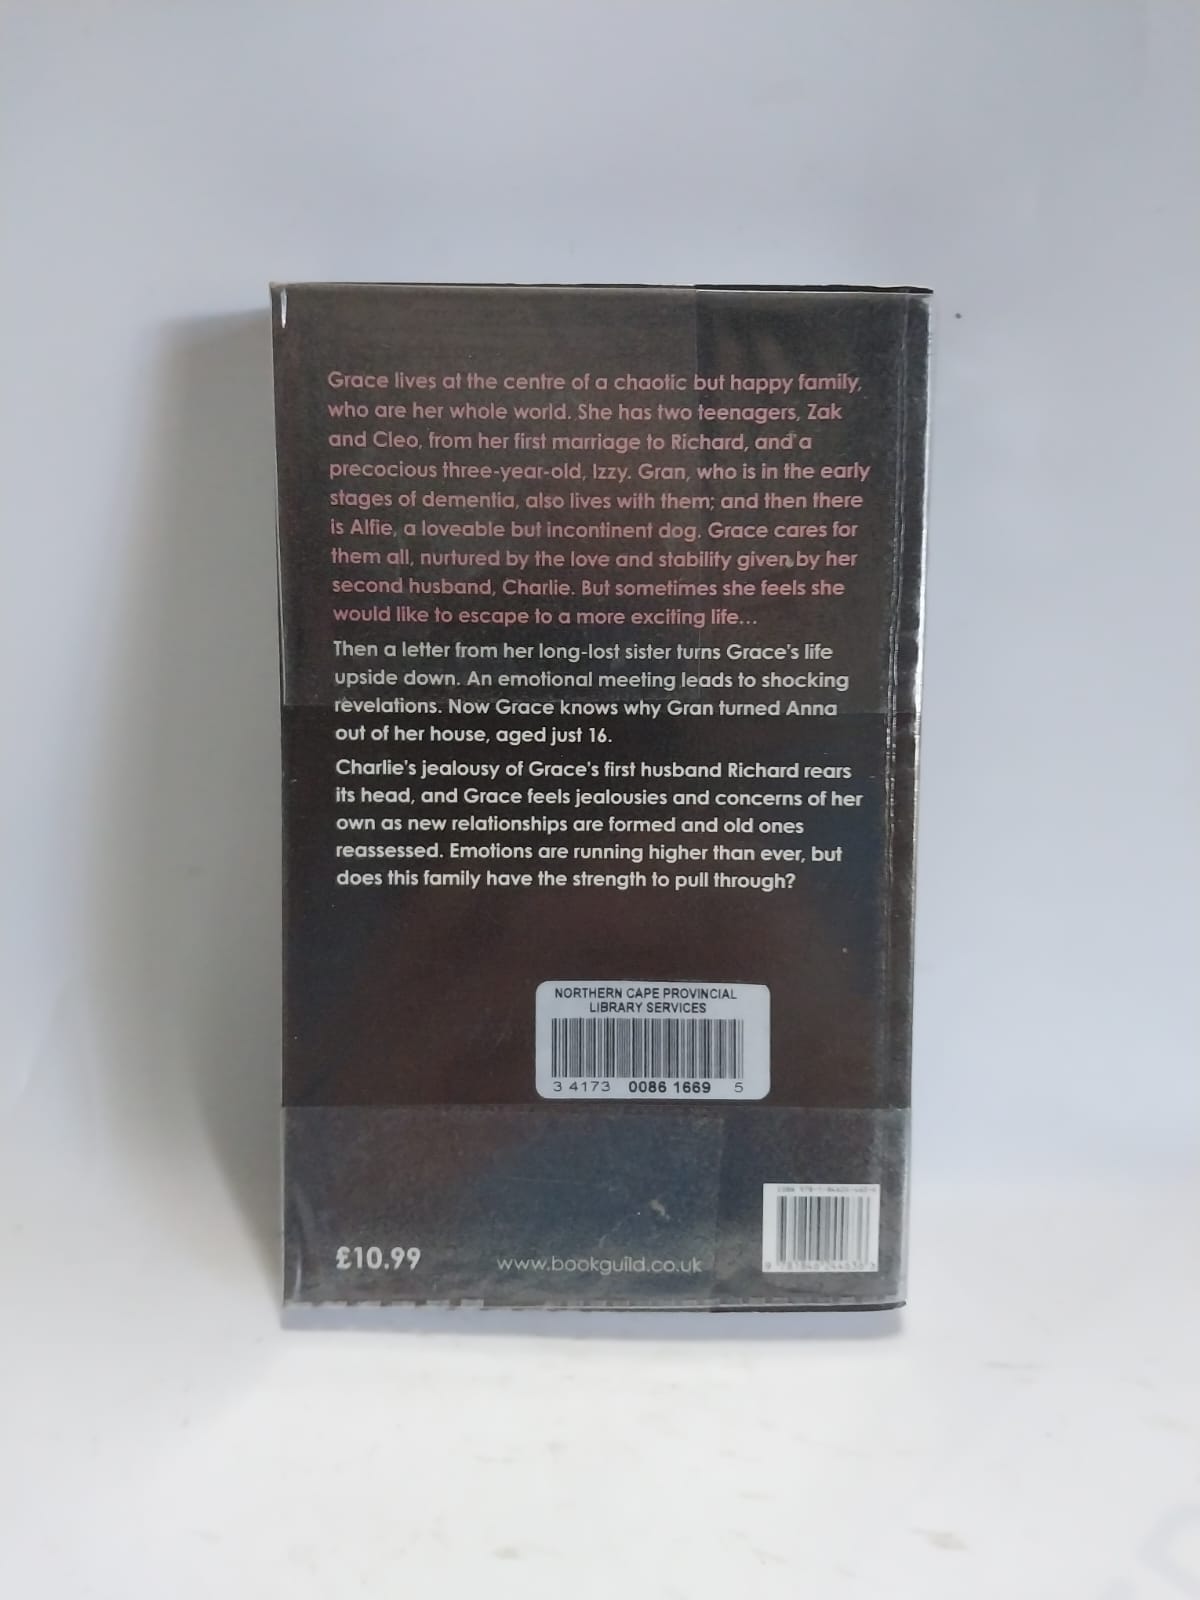 Grace lives at the centre of a chaotic but happy family,
who are her whole world. She has two teenagers, Zak
and Cleo, from her first marriage to Richard, and a
precocious three-year-old, Izzy. Gran, who is in the early
stages of dementia, also lives with them; and then there
is Alfie, a loveable but incontinent dog. Grace cares for
them all, nurtured by the love and stability given by her
second husband, Charlie. But sometimes she feels she
would like to escape to a more exciting life...
Then a letter from her long-lost sister turns Grace's life
upside down. An emotional meeting leads to shocking
revelations. Now Grace knows why Gran turned Anna
out of her house, aged just 16.
Charlie's jealousy of Grace's first husband Richard rears
its head, and Grace feels jealousies and concerns of her
own as new relationships are formed and old ones
reassessed. Emotions are running higher than ever, but
does this family have the strength to pull through?
NORTHERN CAPE PROVINCIAL
LIBRARY SERVICES
3 4173 0086 1669 5
ISBN
£10.99
www.bookguild.co.uk